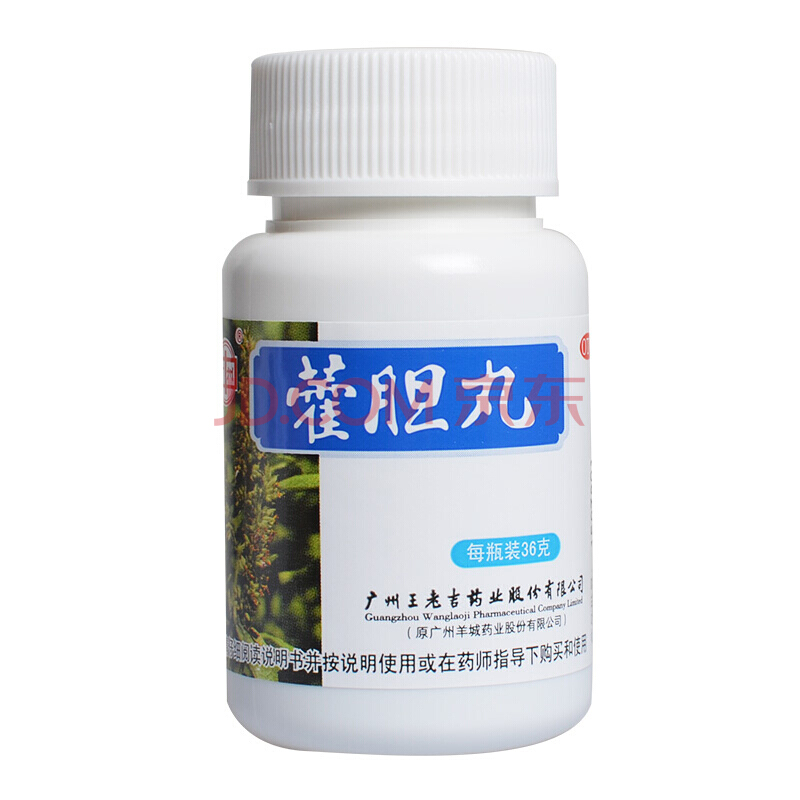 藿胆丸
JD.COM 京东
每瓶装36克
广州王老吉药业股份有限公司
Guangzhou Wanglaoji Pharmaceutical Company Limited
(原广州羊城药业股份有限公司)
细阅读说明书并按说明使用或在药师指导下购买和使用